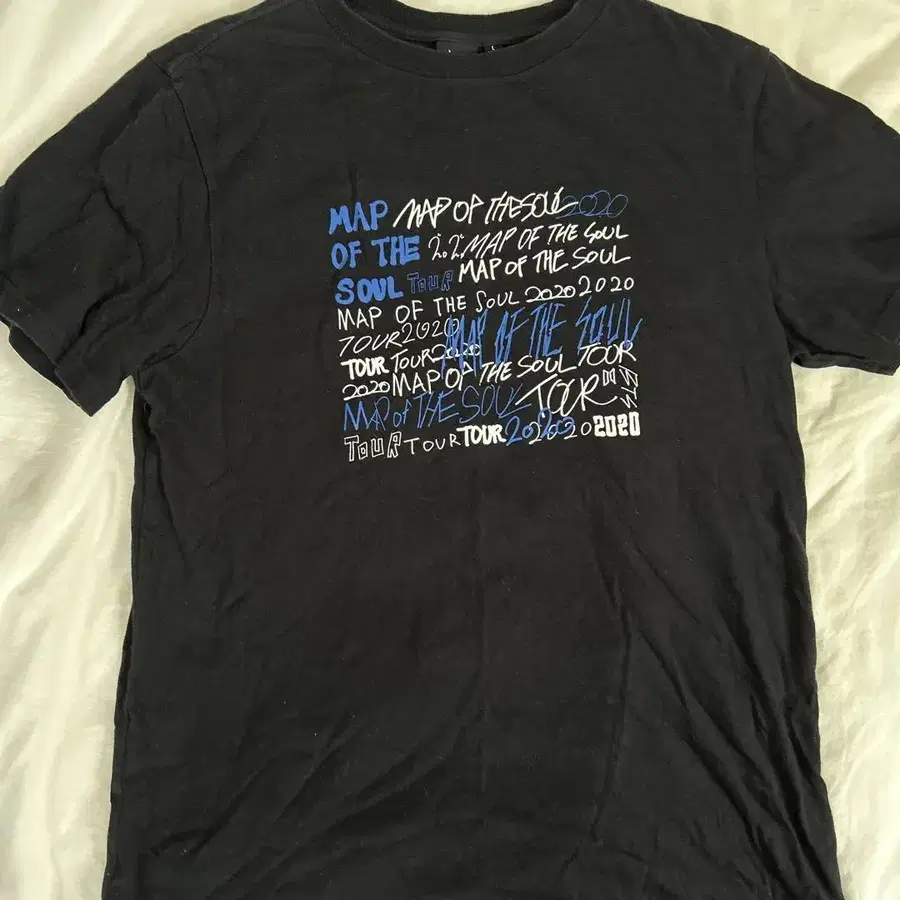 MAP MAP OF THE SOUL 2020
OF THE 2020 MAP OF THE SOUL
SOUL TOUR MAP OF THE SOUL
MAP OF THE SOUL 2020 2020
TOUR 2020 MAP OF THE SOUL
TOUR TOUR 2020
2020 MAP OF THE SOUL TOUR
MAP OF THE SOUL TOUR
TOUR TOUR TOUR 2020 2020 2020
L